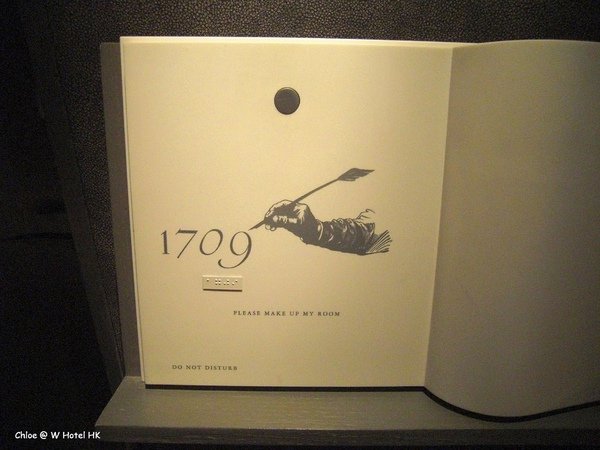 1709
PLEASE MAKE UP MY ROOM
DO NOT DISTURB
Chloe @ W Hotel HK